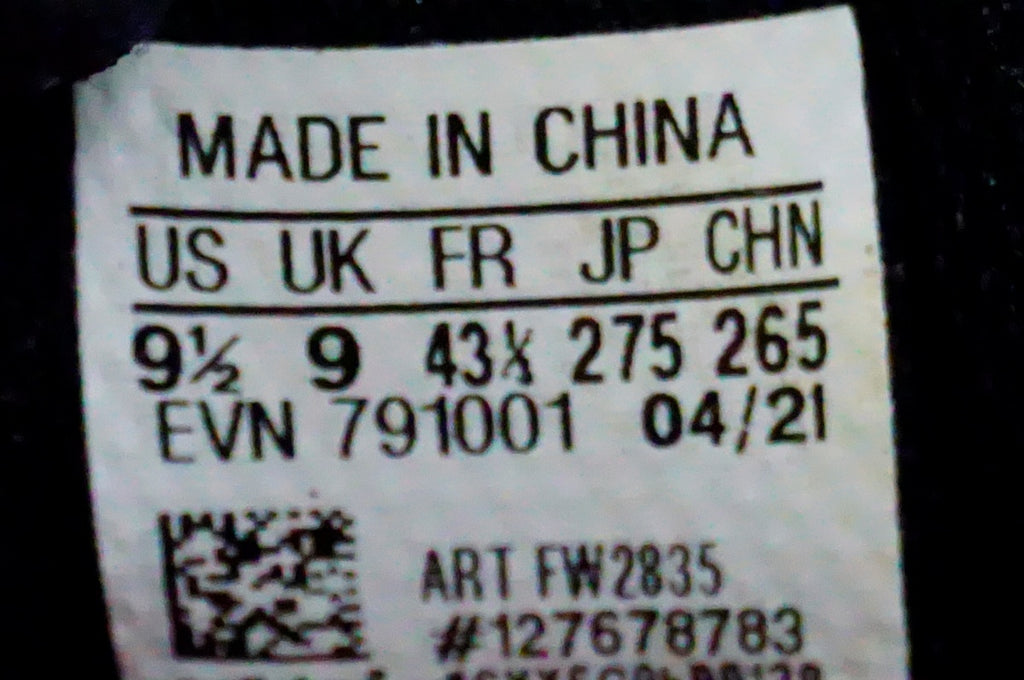 MADE IN CHINA
US UK FR JP CHN
9½ 9 43⅓ 275 265
EVN 791001 04/21
ART FW2835
#127678783